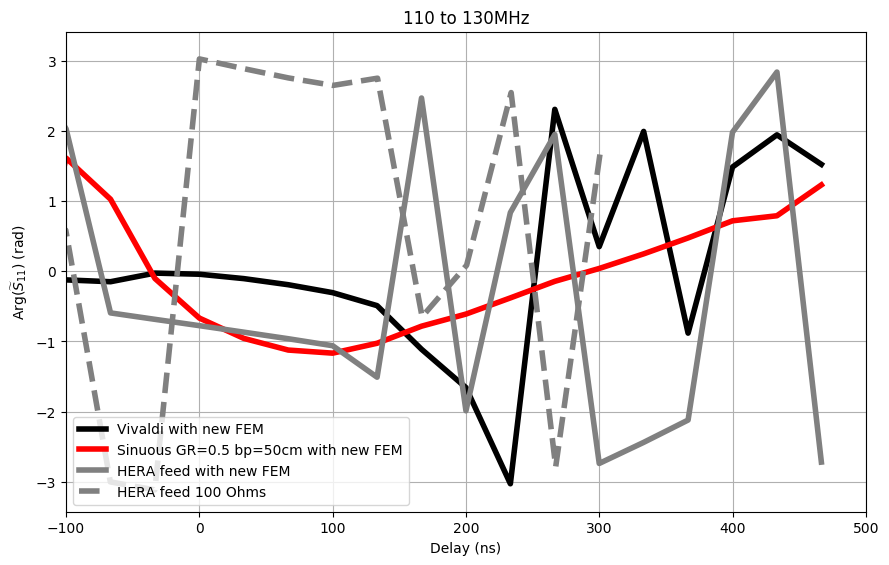 110 to 130MHz
Arg(S̃₁₁) (rad)
3
2
1
0
−1
−2
−3
Vivaldi with new FEM
Sinuous GR=0.5 bp=50cm with new FEM
HERA feed with new FEM
HERA feed 100 Ohms
−100
0
100
200
300
400
500
Delay (ns)